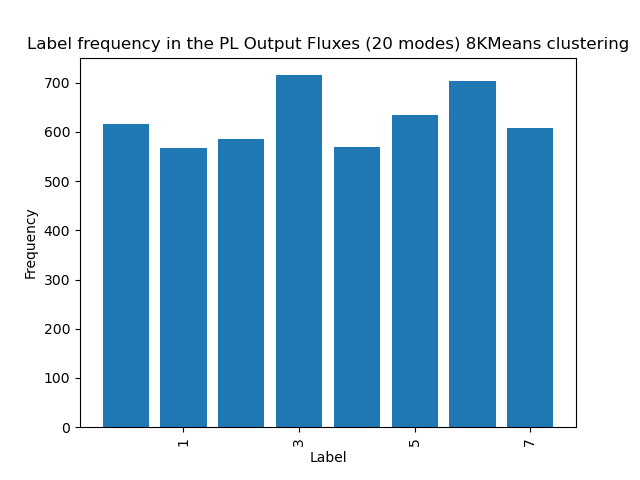 Label frequency in the PL Output Fluxes (20 modes) 8KMeans clustering
700
600
500
400
300
200
100
0
Frequency
1 3 5 7
Label